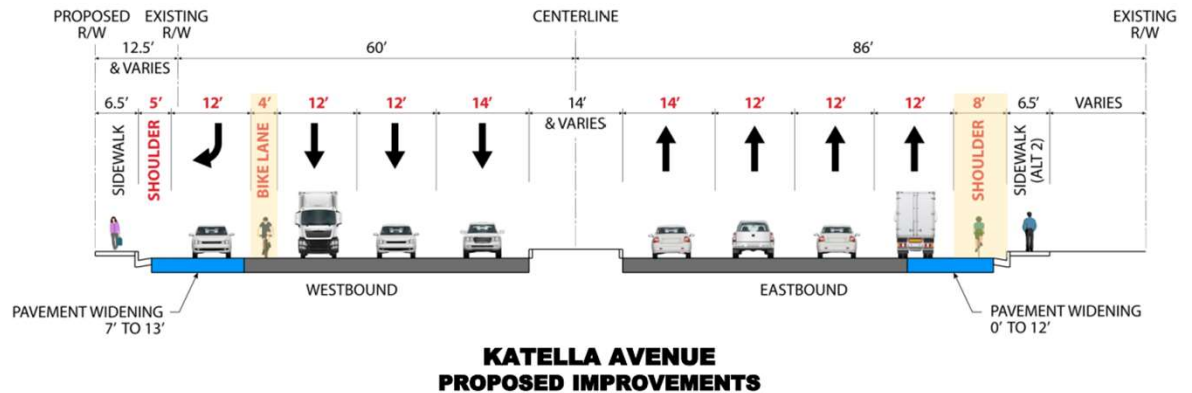 PROPOSED
R/W
EXISTING
R/W
CENTERLINE
EXISTING
R/W
12.5'
& VARIES
60'
86'
6.5'
5'
12'
4'
12'
12'
14'
14'
& VARIES
14'
12'
12'
12'
8'
6.5'
VARIES
SIDEWALK
SHOULDER
BIKE LANE
SHOULDER
SIDEWALK
(ALT 2)
WESTBOUND
EASTBOUND
PAVEMENT WIDENING
7' TO 13'
PAVEMENT WIDENING
0' TO 12'
KATELLA AVENUE
PROPOSED IMPROVEMENTS